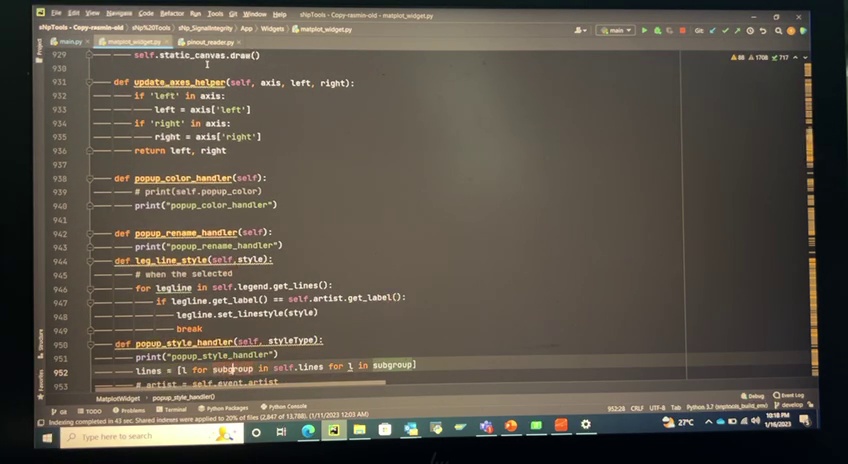 File Edit View Navigate Code Refactor Run Tools Git Window Help sNpTools - Copy-rasmin-old - matplot_widget.py
sNpTools - Copy-rasmin-old sNp%20Tools sNp_SignalIntegrity App Widgets matplot_widget.py main Git:
main.py matplot_widget.py pinout_reader.py
Project
929 self.static_canvas.draw()
88 1708 717
930
931 def update_axes_helper(self, axis, left, right):
932 if 'left' in axis:
933 left = axis['left']
934 if 'right' in axis:
935 right = axis['right']
936 return left, right
937
938 def popup_color_handler(self):
939 # print(self.popup_color)
940 print("popup_color_handler")
941
942 def popup_rename_handler(self):
943 print("popup_rename_handler")
944 def leg_line_style(self,style):
945 # when the selected
946 for legline in self.legend.get_lines():
947 if legline.get_label() == self.artist.get_label():
948 legline.set_linestyle(style)
949 break
950 def popup_style_handler(self, styleType):
951 print("popup_style_handler")
952 lines = [l for subgroup in self.lines for l in subgroup]
953 # artist = self.event.artist
Structure
Favorites
MatplotWidget popup_style_handler()
Git TODO Problems Terminal Python Packages Python Console Debug Event Log
Indexing completed in 43 sec. Shared indexes were applied to 20% of files (2,847 of 13,788). (1/11/2023 12:03 AM) 952:28 CRLF UTF-8 Tab Python 3.7 (snptools_build_env) develop
Type here to search 27°C 10:18 PM
1/16/2023